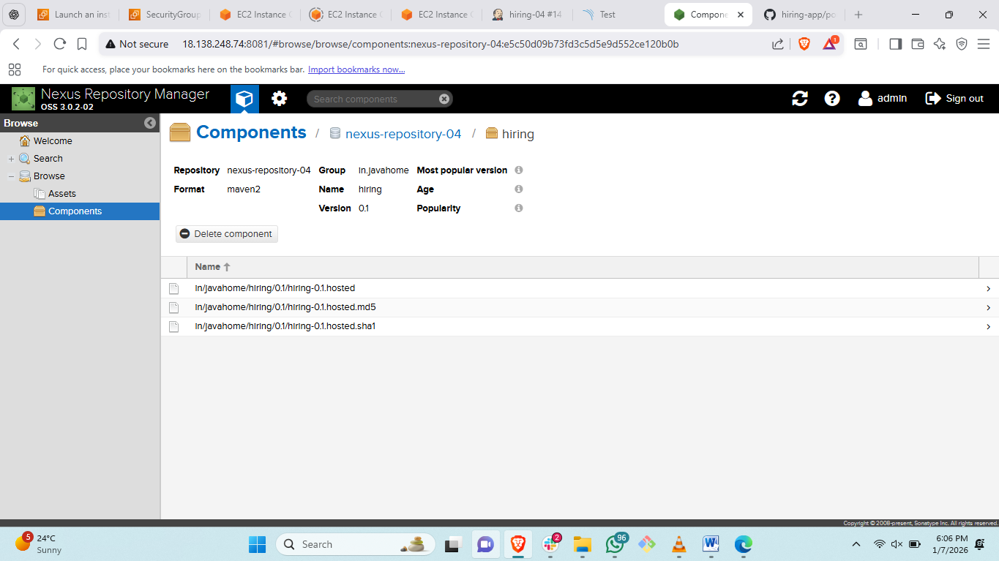 Launch an inst
SecurityGroup
EC2 Instance C
EC2 Instance C
EC2 Instance C
hiring-04 #14
Test
Compone
hiring-app/po
Not secure
18.138.248.74:8081/#browse/browse/components:nexus-repository-04:e5c50d09b73fd3c5d5e9d552ce120b0b
1
For quick access, place your bookmarks here on the bookmarks bar. Import bookmarks now...
Nexus Repository Manager
OSS 3.0.2-02
Search components
admin
Sign out
Browse
Welcome
Search
Browse
Assets
Components
Components / nexus-repository-04 / hiring
Repository nexus-repository-04 Group in.javahome Most popular version
Format maven2 Name hiring Age
Version 0.1 Popularity
Delete component
Name
in/javahome/hiring/0.1/hiring-0.1.hosted
in/javahome/hiring/0.1/hiring-0.1.hosted.md5
in/javahome/hiring/0.1/hiring-0.1.hosted.sha1
Copyright © 2008-present, Sonatype Inc. All rights reserved.
5
24°C
Sunny
Search
2
96
6:06 PM
1/7/2026